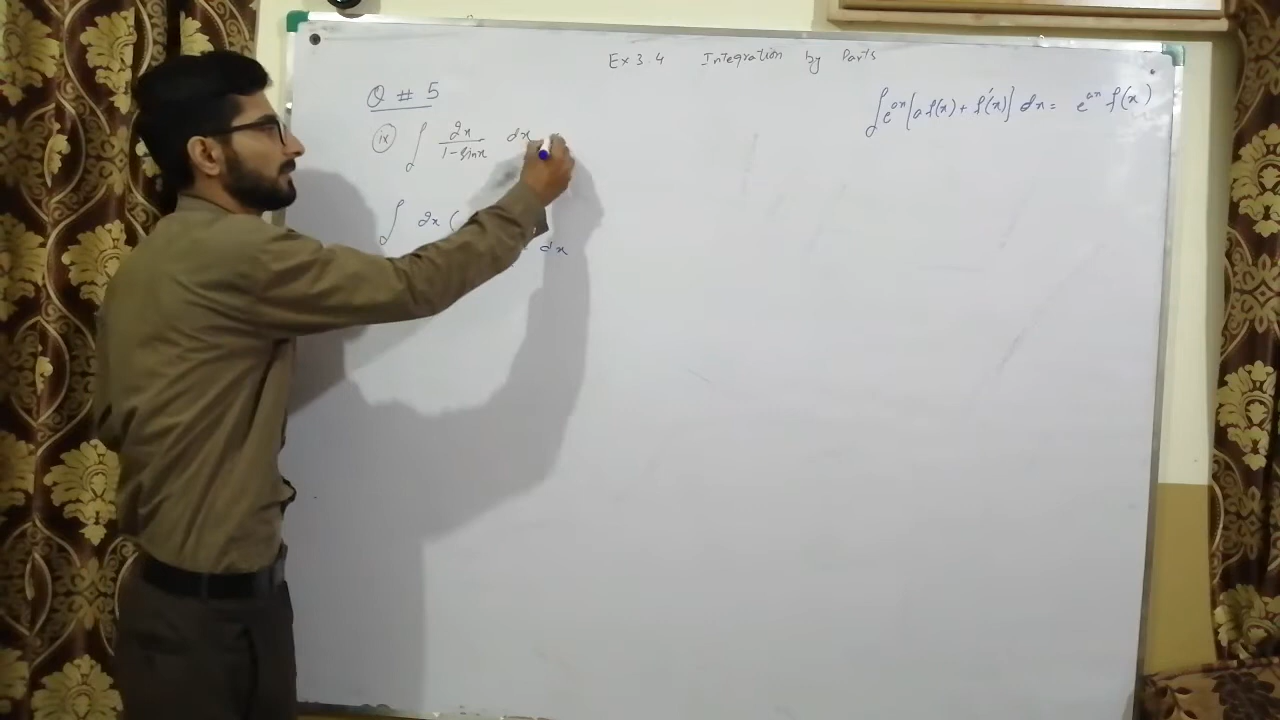 Ex 3.4 Integration by Parts
Q # 5
∫ e^{ax} [a f(x) + f'(x)] dx = e^{ax} f(x)
(ix) ∫ 2x / (1 - Sinx) dx
∫ 2x ( dx